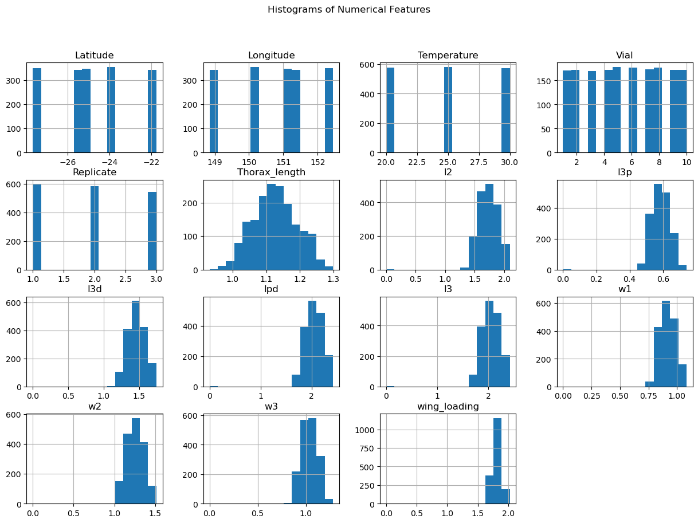 Histograms of Numerical Features
Latitude Longitude Temperature Vial
300 200 100 0
300 200 100 0
600 400 200 0
150 100 50 0
−26 −24 −22
149 150 151 152
20.0 22.5 25.0 27.5 30.0
2 4 6 8 10
Replicate Thorax_length l2 l3p
600 400 200 0
200 100 0
400 200 0
400 200 0
1.0 1.5 2.0 2.5 3.0
1.0 1.1 1.2 1.3
0.0 0.5 1.0 1.5 2.0
0.0 0.2 0.4 0.6
l3d lpd l3 w1
600 400 200 0
400 200 0
400 200 0
600 400 200 0
0.0 0.5 1.0 1.5
0 1 2
0 1 2
0.00 0.25 0.50 0.75 1.00
w2 w3 wing_loading
600 400 200 0
600 400 200 0
1000 750 500 250 0
0.0 0.5 1.0 1.5
0.0 0.5 1.0
0.0 0.5 1.0 1.5 2.0